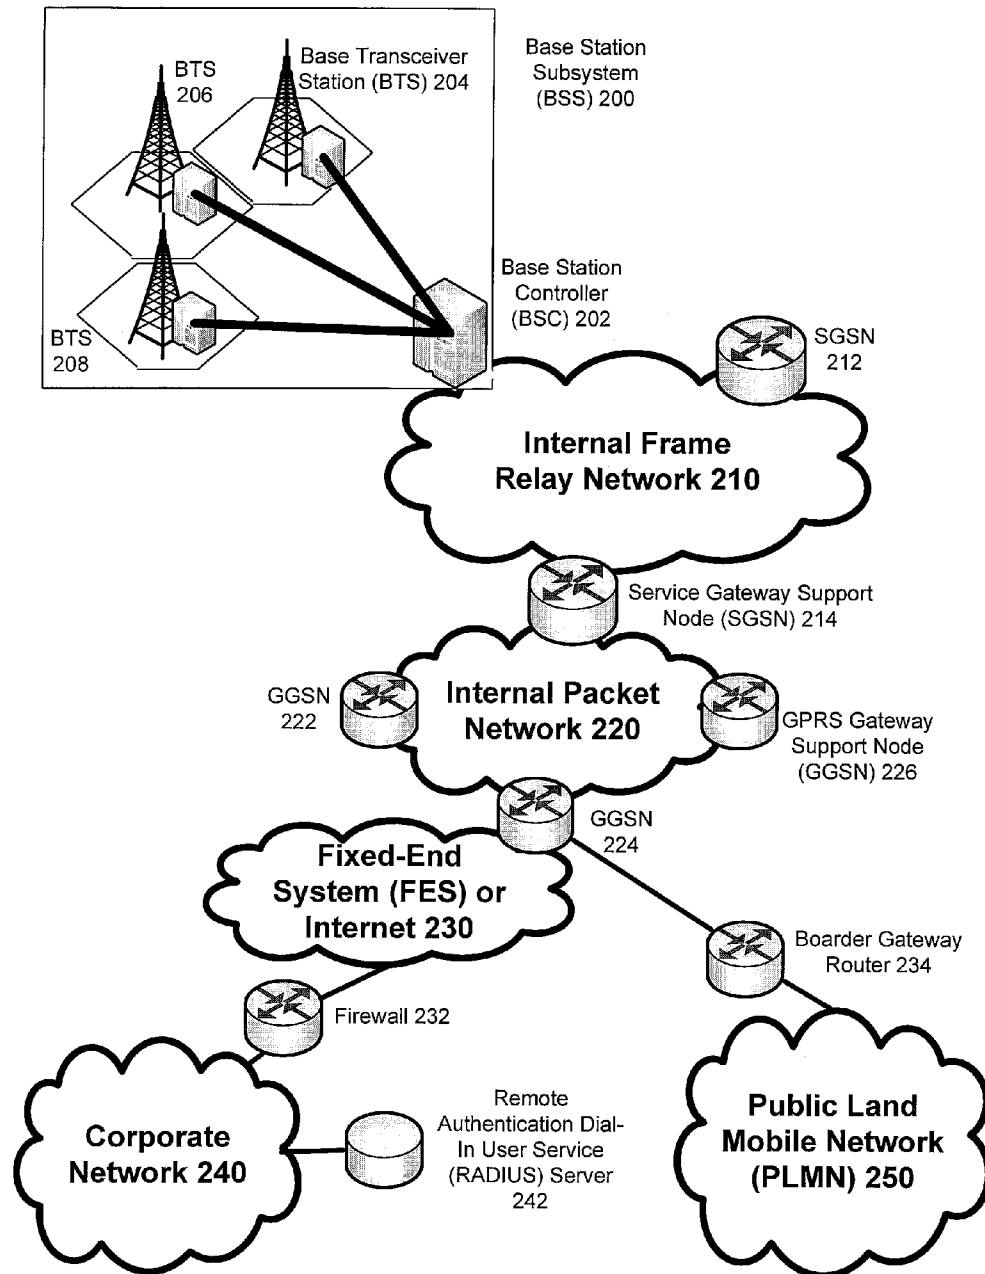 BTS
206
Base Transceiver
Station (BTS) 204
Base Station
Subsystem
(BSS) 200
BTS
208
Base Station
Controller
(BSC) 202
SGSN
212
Internal Frame
Relay Network 210
Service Gateway Support
Node (SGSN) 214
GGSN
222
Internal Packet
Network 220
GPRS Gateway
Support Node
(GGSN) 226
GGSN
224
Fixed-End
System (FES) or
Internet 230
Boarder Gateway
Router 234
Firewall 232
Corporate
Network 240
Remote
Authentication Dial-
In User Service
(RADIUS) Server
242
Public Land
Mobile Network
(PLMN) 250